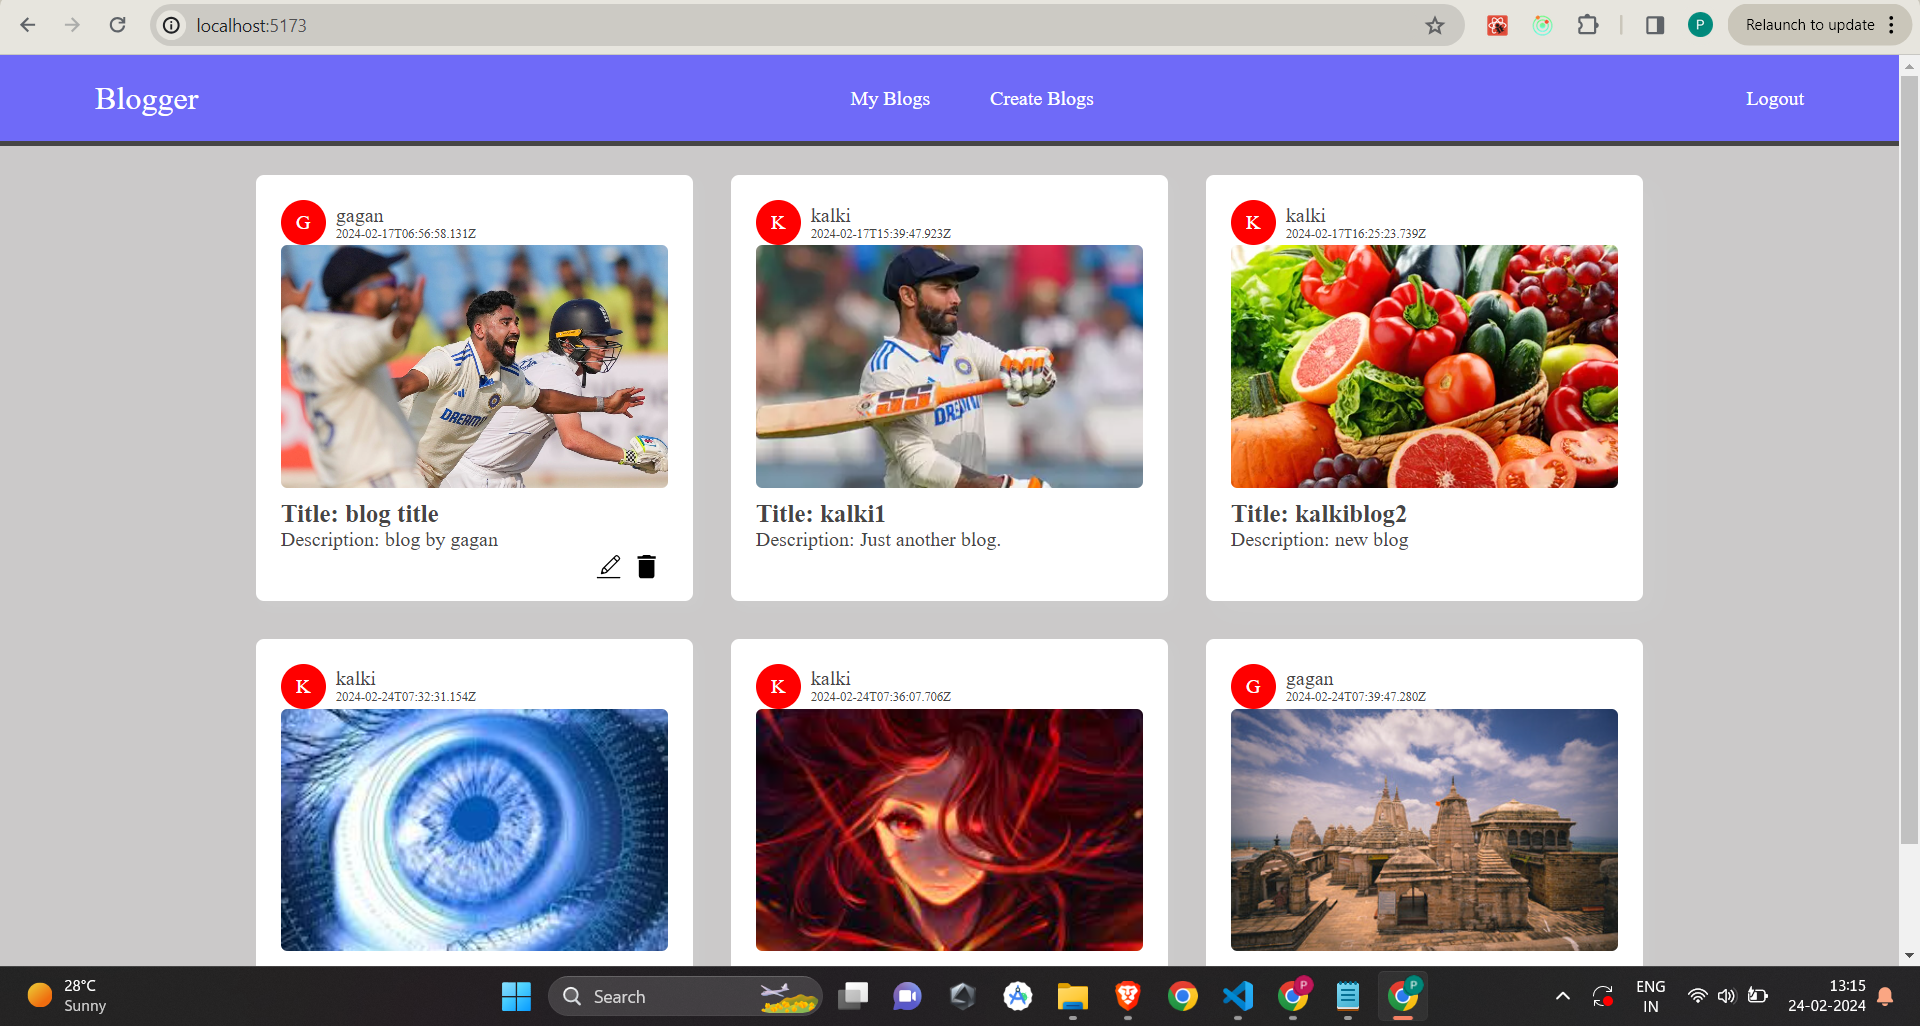 localhost:5173
P
Relaunch to update
Blogger
My Blogs
Create Blogs
Logout
G
gagan
2024-02-17T06:56:58.131Z
DREAM
Title: blog title
Description: blog by gagan
K
kalki
2024-02-17T15:39:47.923Z
SS
Title: kalki1
Description: Just another blog.
K
kalki
2024-02-17T16:25:23.739Z
Title: kalkiblog2
Description: new blog
K
kalki
2024-02-24T07:32:31.154Z
K
kalki
2024-02-24T07:36:07.706Z
G
gagan
2024-02-24T07:39:47.280Z
28°C
Sunny
Search
P
P
ENG
IN
13:15
24-02-2024